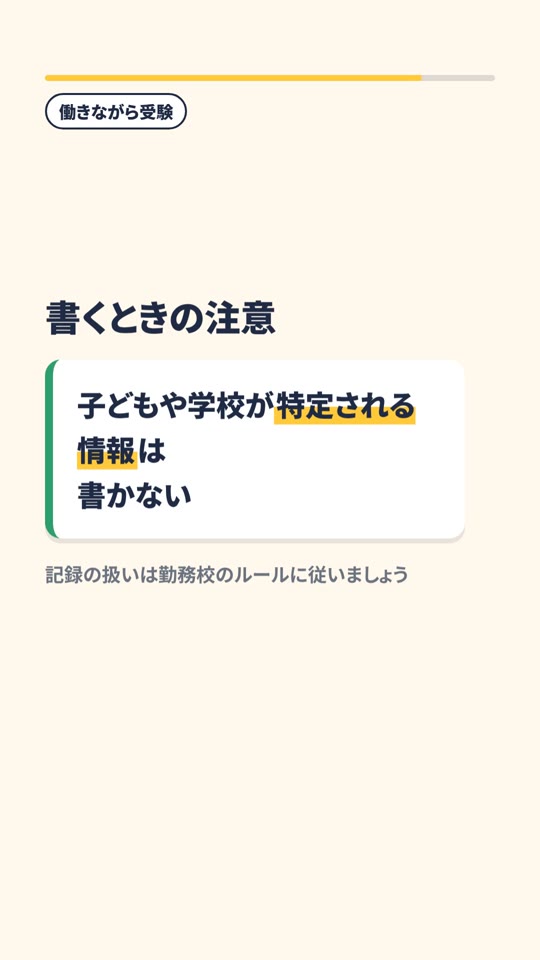 働きながら受験
書くときの注意
子どもや学校が特定される
情報は
書かない
記録の扱いは勤務校のルールに従いましょう